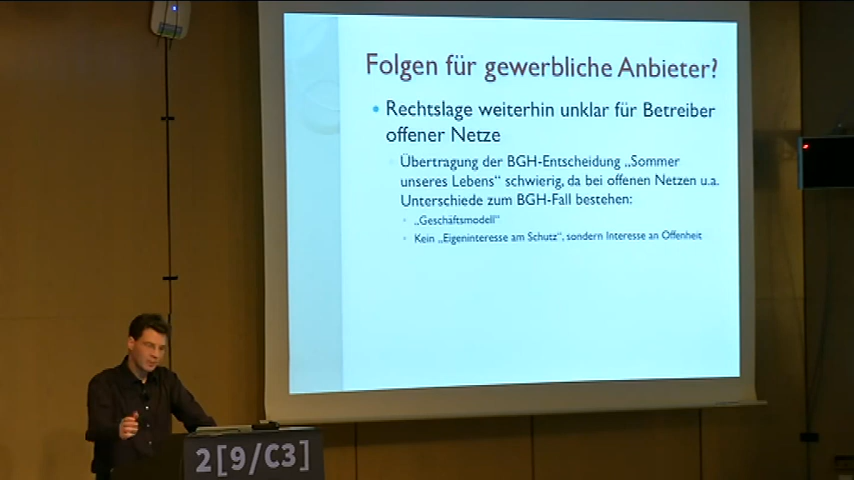 Folgen für gewerbliche Anbieter?
• Rechtslage weiterhin unklar für Betreiber
offener Netze
Übertragung der BGH-Entscheidung „Sommer
unseres Lebens“ schwierig, da bei offenen Netzen u.a.
Unterschiede zum BGH-Fall bestehen:
• „Geschäftsmodell“
• Kein „Eigeninteresse am Schutz“, sondern Interesse an Offenheit
2[9/C3]